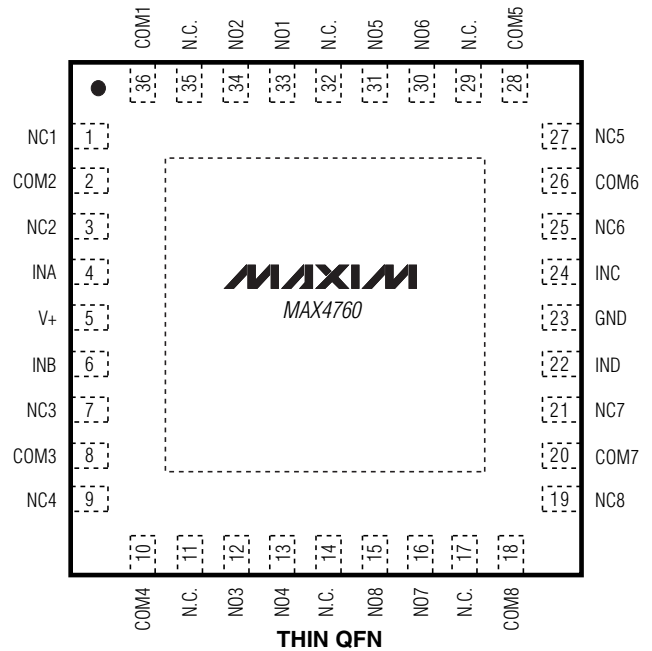 COM1 N.C. NO2 NO1 N.C. NO5 NO6 N.C. COM5
36 35 34 33 32 31 30 29 28
NC1 1 27 NC5
COM2 2 26 COM6
NC2 3 25 NC6
INA 4 MAXIM 24 INC
V+ 5 MAX4760 23 GND
INB 6 22 IND
NC3 7 21 NC7
COM3 8 20 COM7
NC4 9 19 NC8
10 11 12 13 14 15 16 17 18
COM4 N.C. NO3 NO4 N.C. NO8 NO7 N.C. COM8
THIN QFN